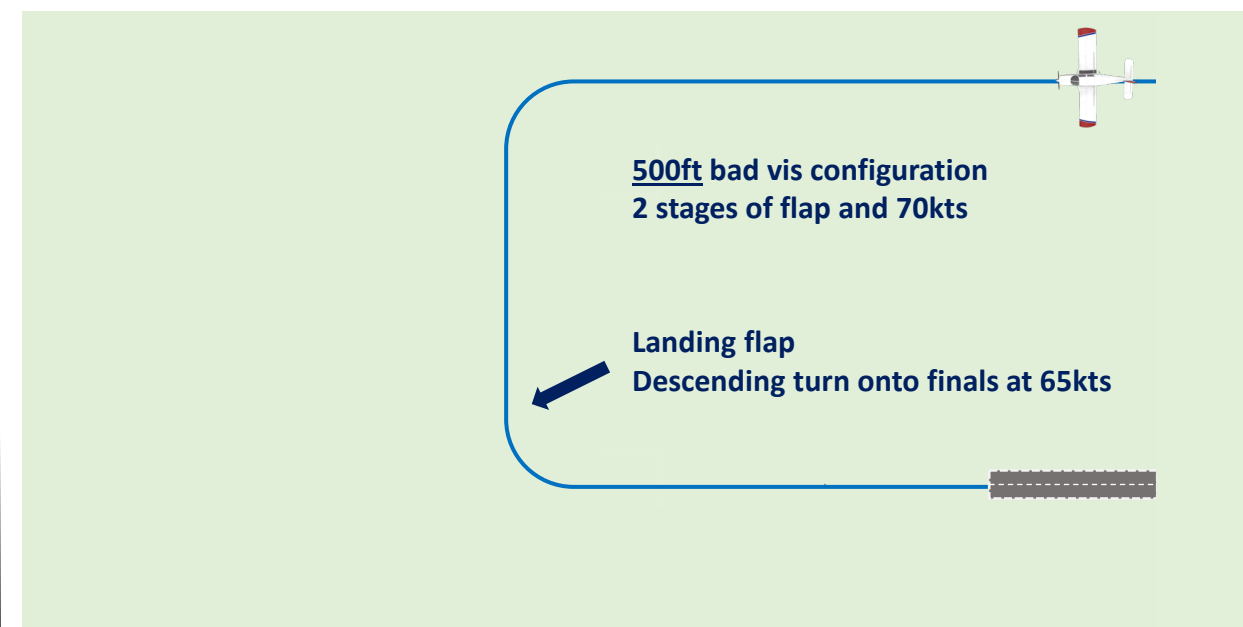 500ft bad vis configuration
2 stages of flap and 70kts
Landing flap
Descending turn onto finals at 65kts